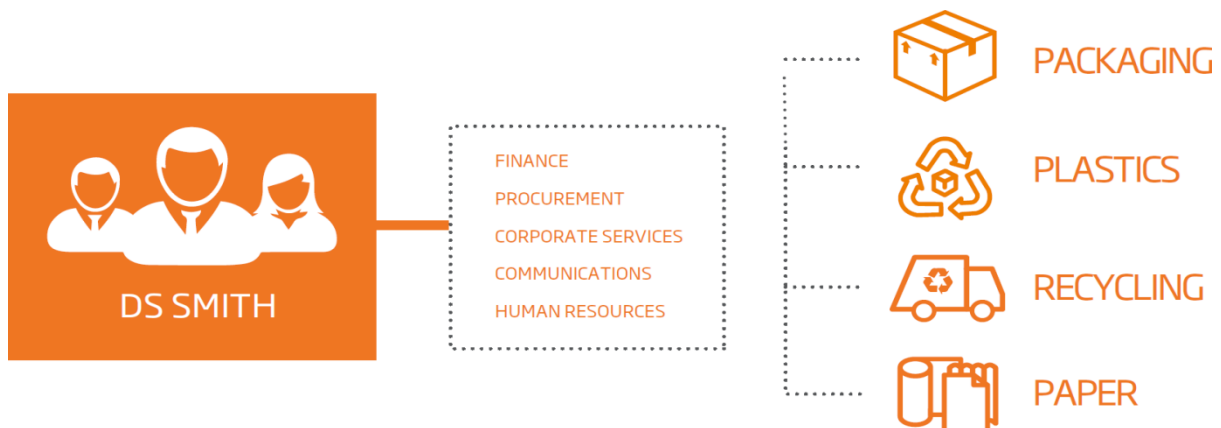 DS SMITH
FINANCE
PROCUREMENT
CORPORATE SERVICES
COMMUNICATIONS
HUMAN RESOURCES
PACKAGING
PLASTICS
RECYCLING
PAPER